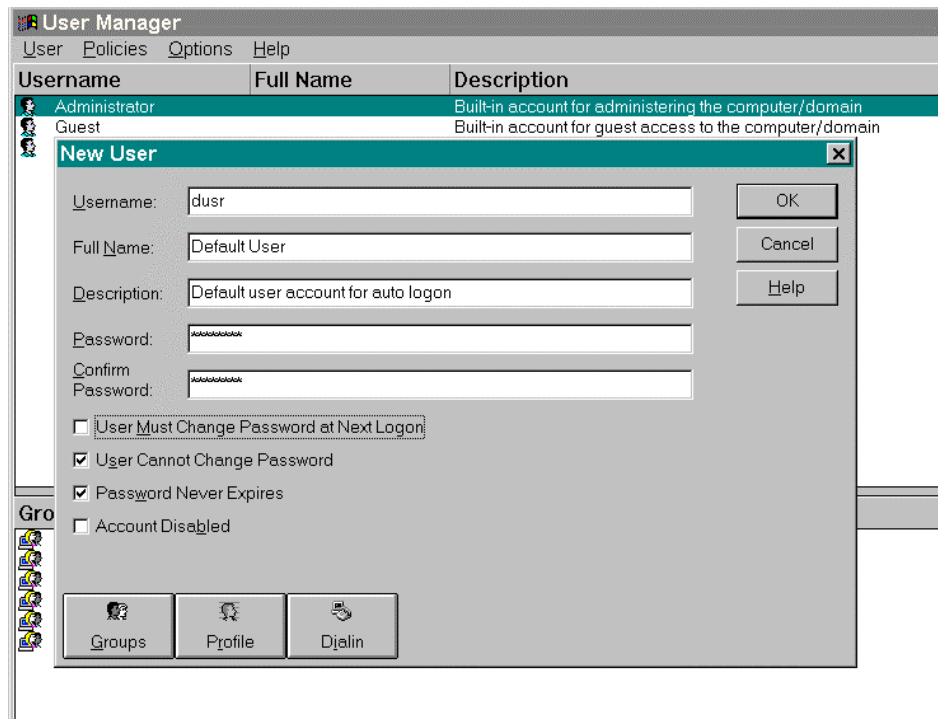 User Manager
User Policies Options Help
Username Full Name Description
Administrator Built-in account for administering the computer/domain
Guest Built-in account for guest access to the computer/domain
New User
Username: dusr OK
Full Name: Default User Cancel
Description: Default user account for auto logon Help
Password: *********
Confirm
Password: *********
User Must Change Password at Next Logon
User Cannot Change Password
Password Never Expires
Gro
Account Disabled
Groups Profile Dialin